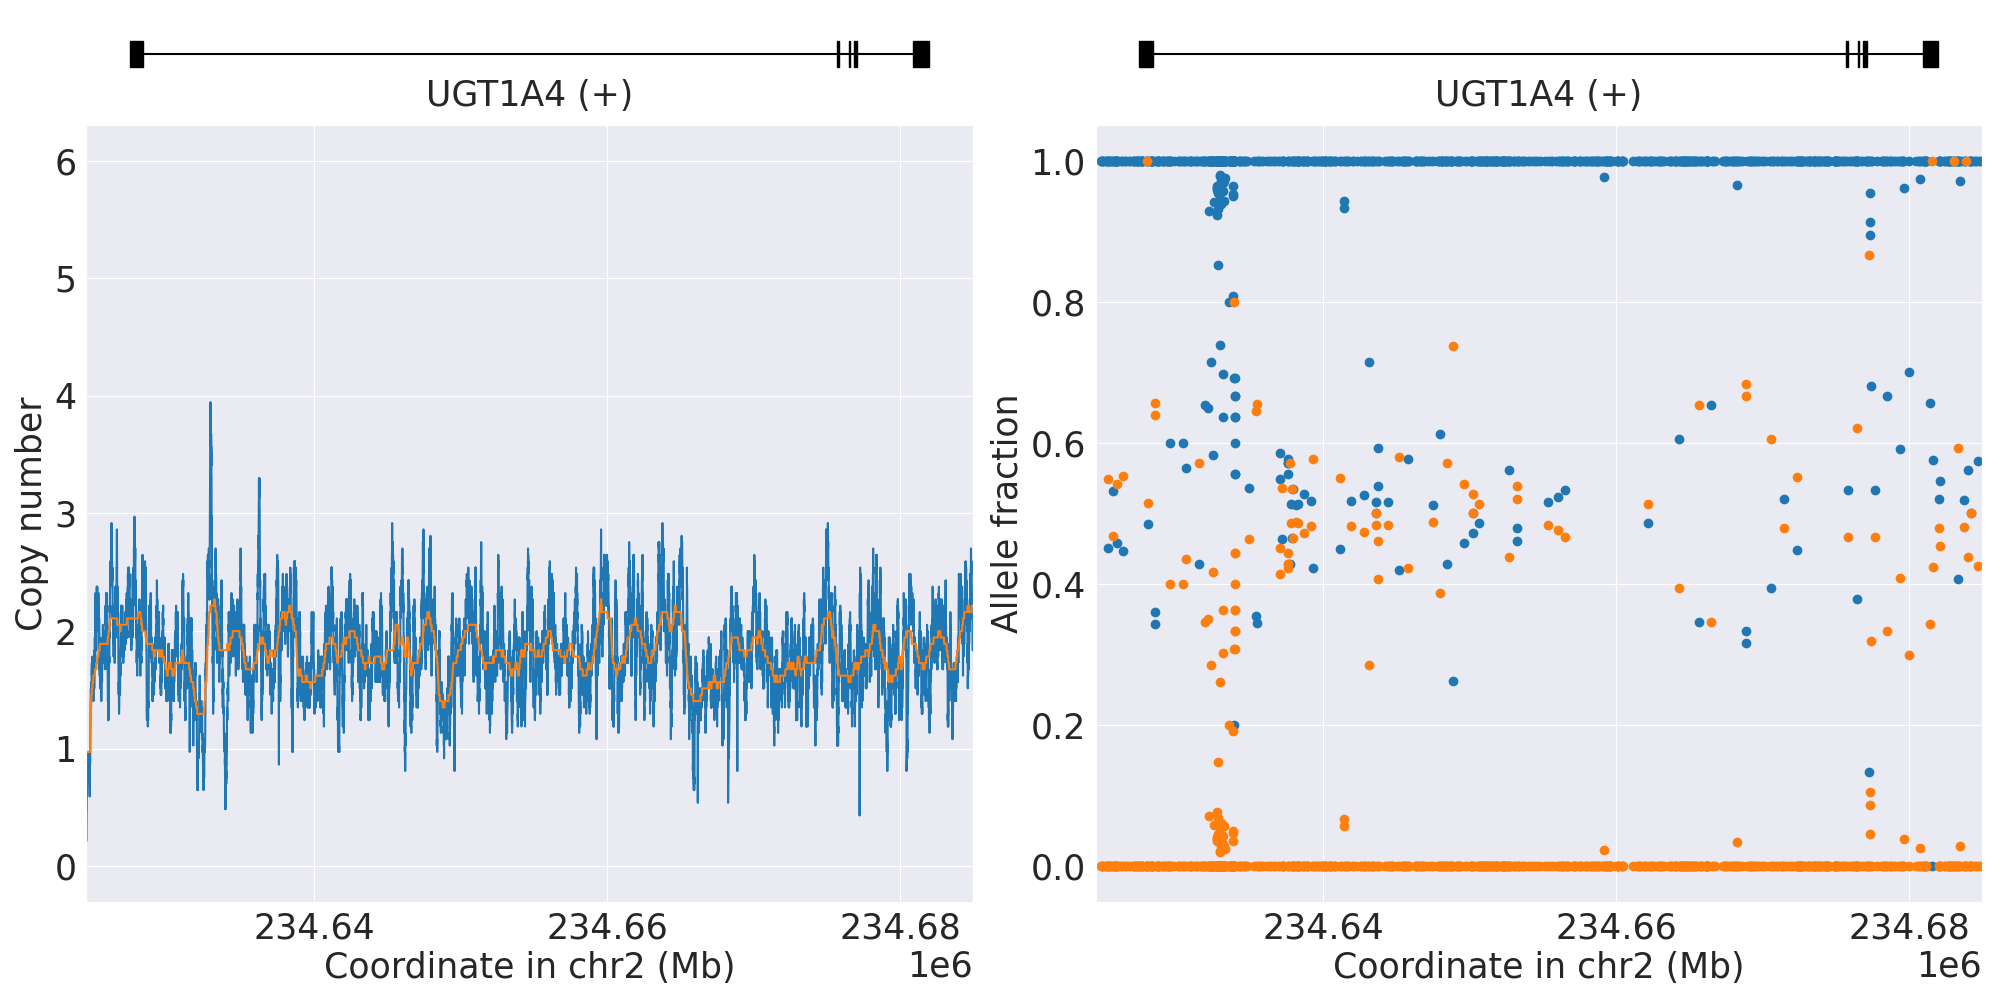 UGT1A4 (+)
6
5
4
3
2
1
0
Copy number
234.64
234.66
234.68
1e6
Coordinate in chr2 (Mb)
UGT1A4 (+)
1.0
0.8
0.6
0.4
0.2
0.0
Allele fraction
234.64
234.66
234.68
1e6
Coordinate in chr2 (Mb)